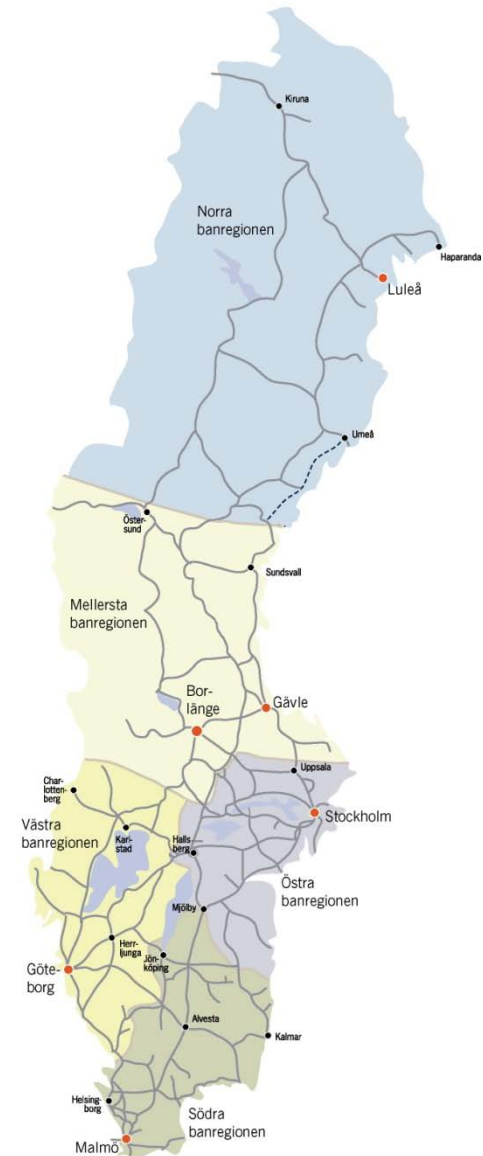 Kiruna
Norra
banregionen
Haparanda
Luleå
Umeå
Öster-
sund
Sundsvall
Mellersta
banregionen
Bor-
länge
Gävle
Uppsala
Char-
lotten-
berg
Stockholm
Västra
banregionen
Karl-
stad
Halls
berg
Östra
banregionen
Mjölby
Herr-
ljunga
Jön-
köping
Göte-
borg
Alvesta
Kalmar
Helsing-
borg
Södra
banregionen
Malmö